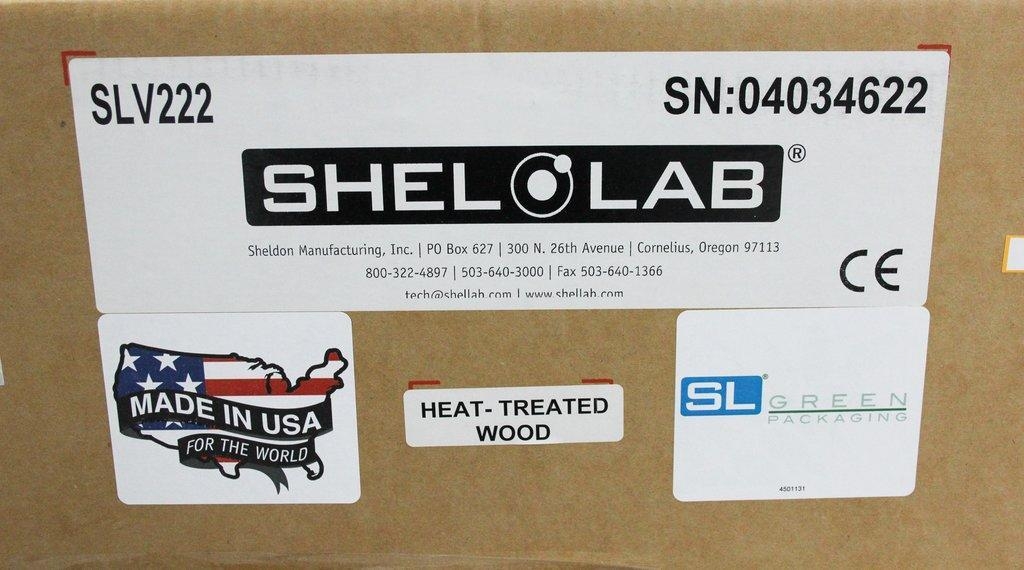 SLV222
SN:04034622
SHEL LAB®
Sheldon Manufacturing, Inc. | PO Box 627 | 300 N. 26th Avenue | Cornelius, Oregon 97113
800-322-4897 | 503-640-3000 | Fax 503-640-1366
tech@shellab.com | www.shellab.com
CE
MADE IN USA
FOR THE WORLD
HEAT- TREATED
WOOD
SL®
GREEN
PACKAGING
4501131